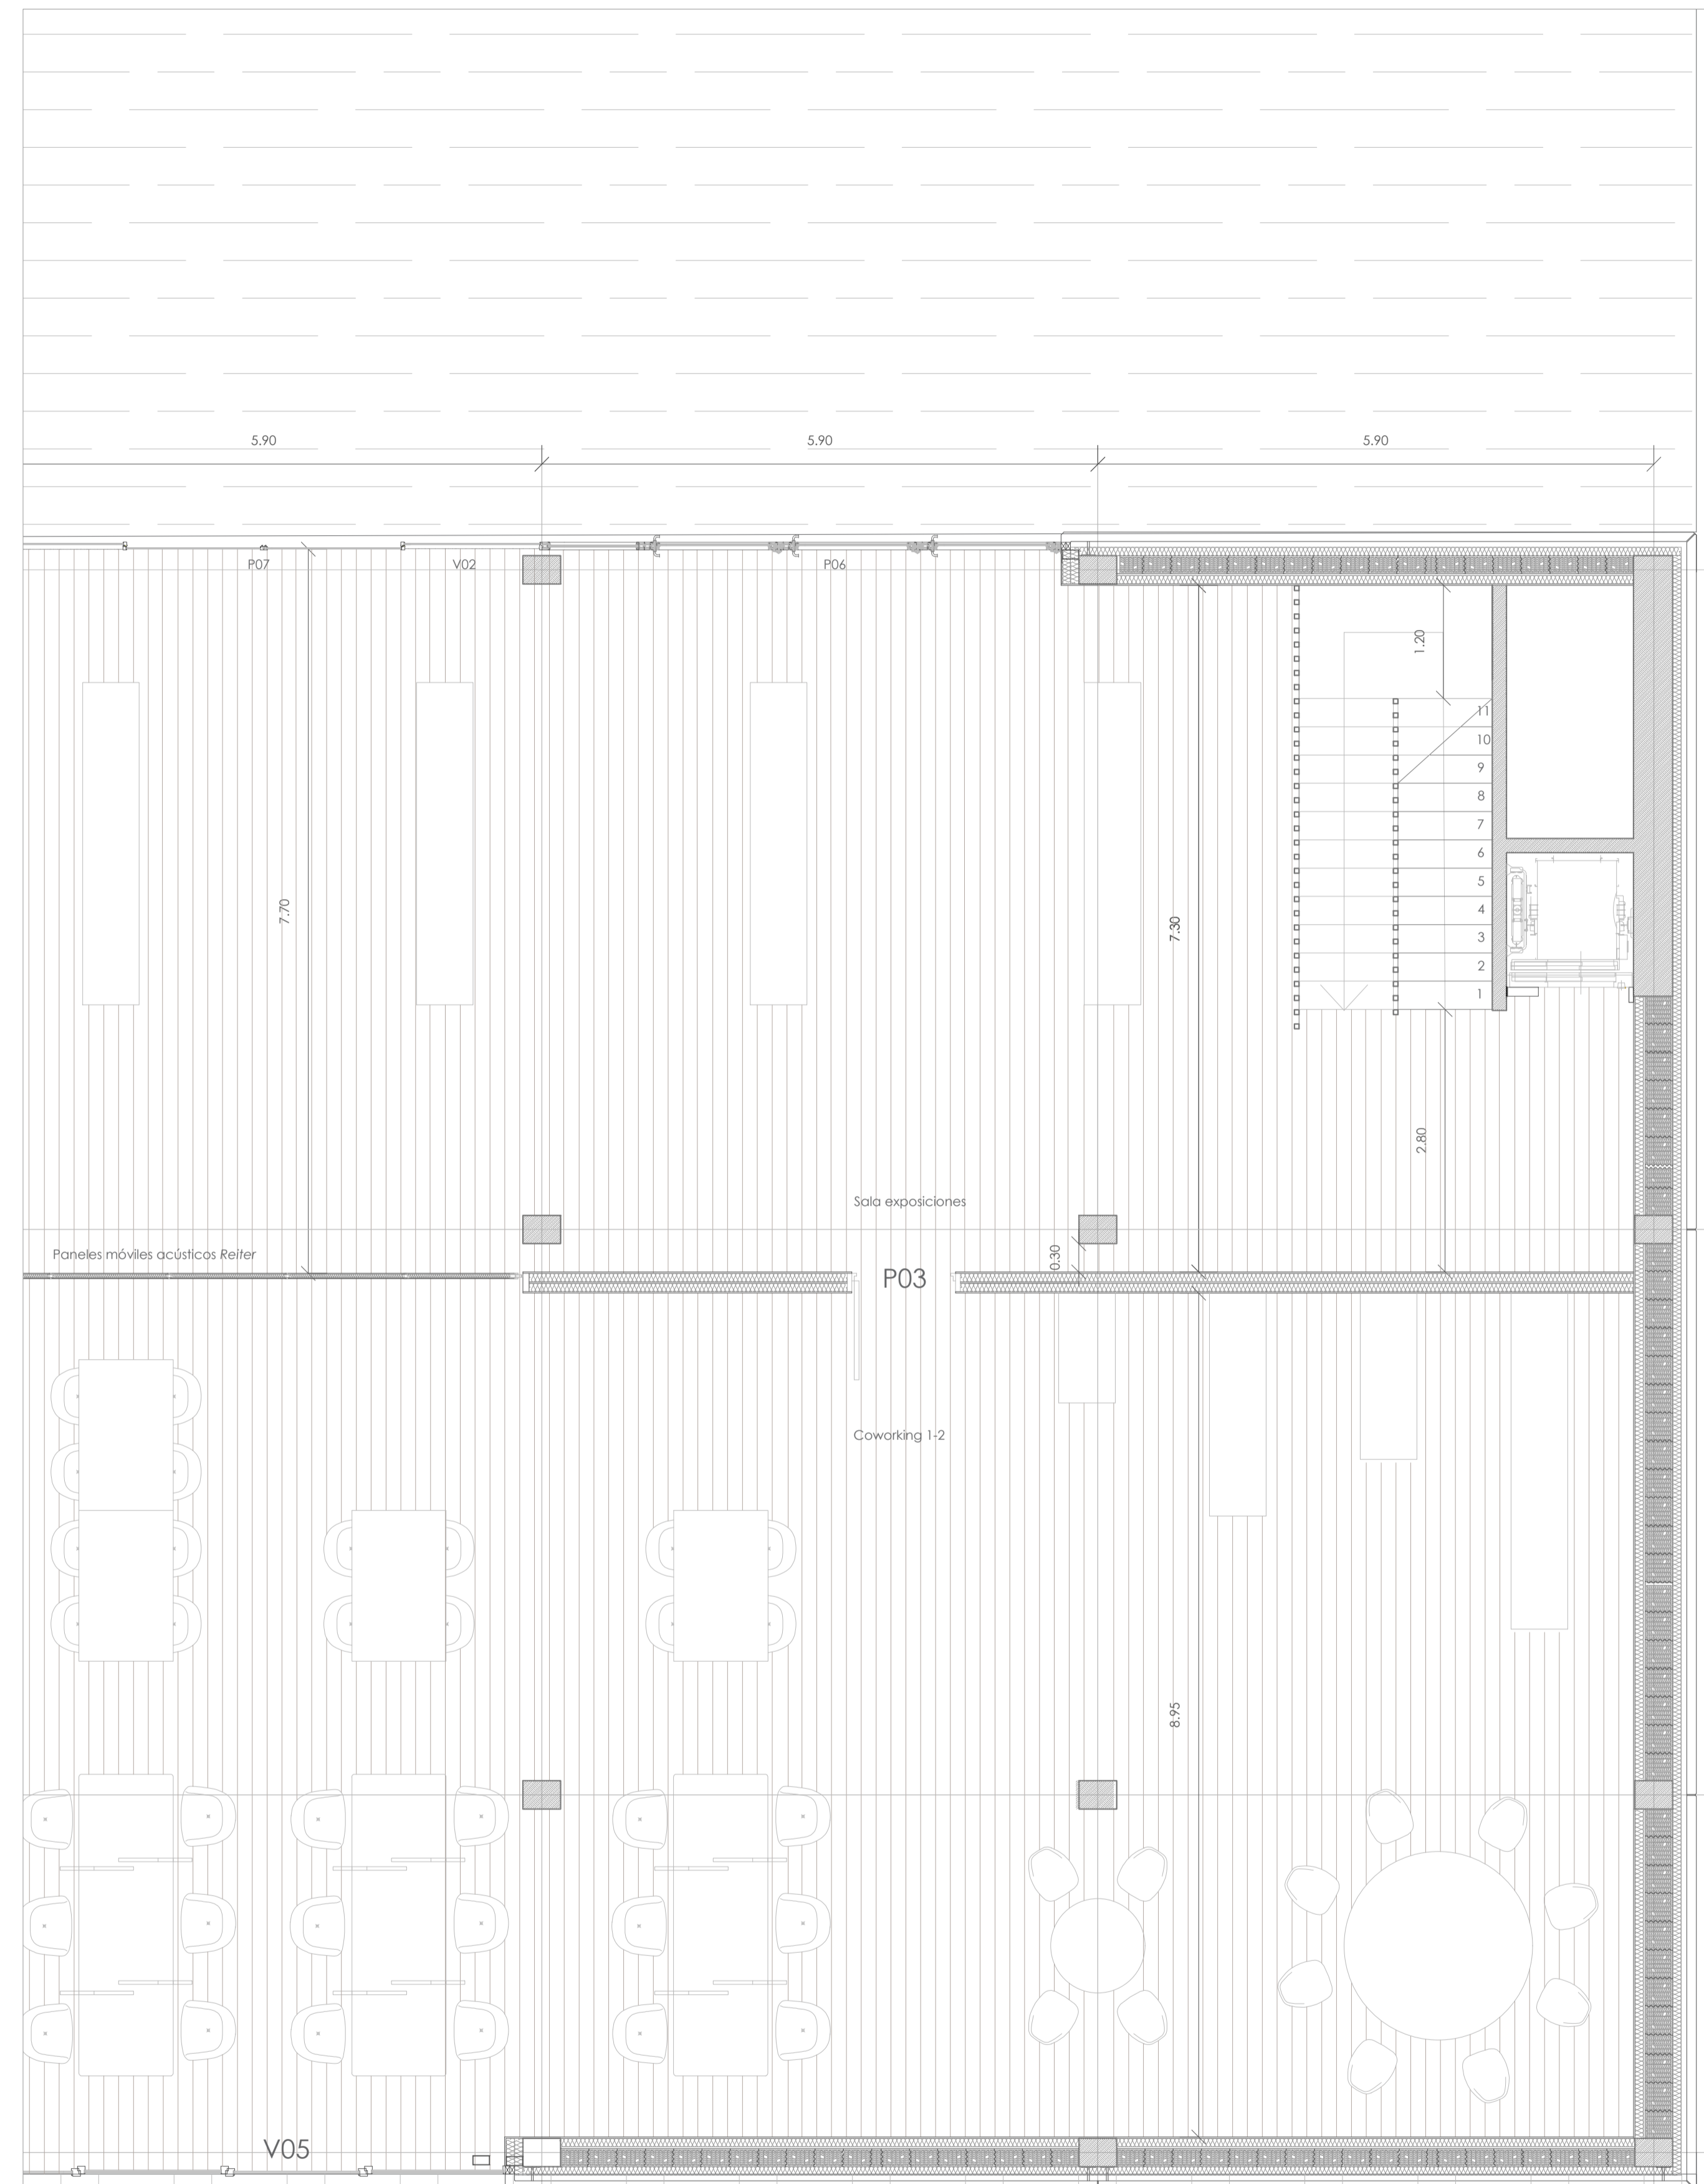 5.90
5.90
5.90
P07
V02
P06
1.20
11
10
9
8
7
6
5
4
3
2
1
7.70
7.30
2.80
Sala exposiciones
Paneles móviles acústicos Reiter
0.30
P03
Coworking 1-2
8.95
V05